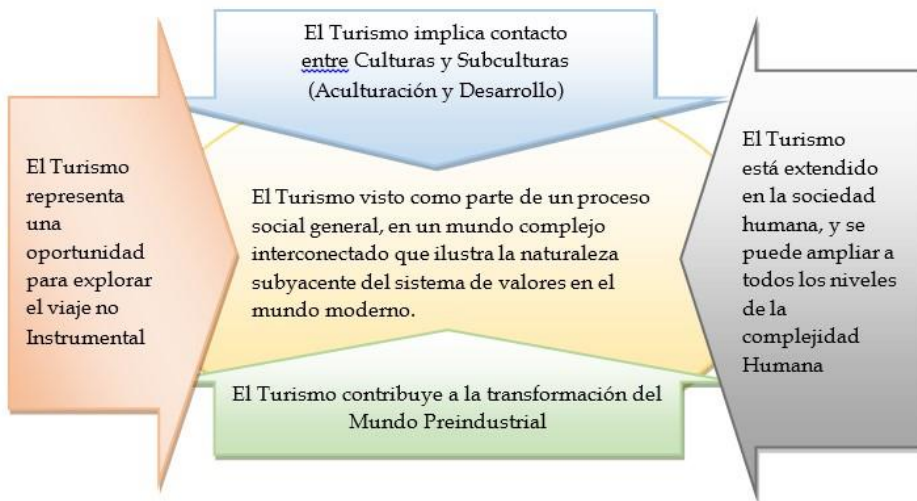 El Turismo implica contacto
entre Culturas y Subculturas
(Aculturación y Desarrollo)
El Turismo
representa
una
oportunidad
para explorar
el viaje no
Instrumental
El Turismo visto como parte de un proceso
social general, en un mundo complejo
interconectado que ilustra la naturaleza
subyacente del sistema de valores en el
mundo moderno.
El Turismo
está extendido
en la sociedad
humana, y se
puede ampliar a
todos los niveles
de la
complejidad
Humana
El Turismo contribuye a la transformación del
Mundo Preindustrial